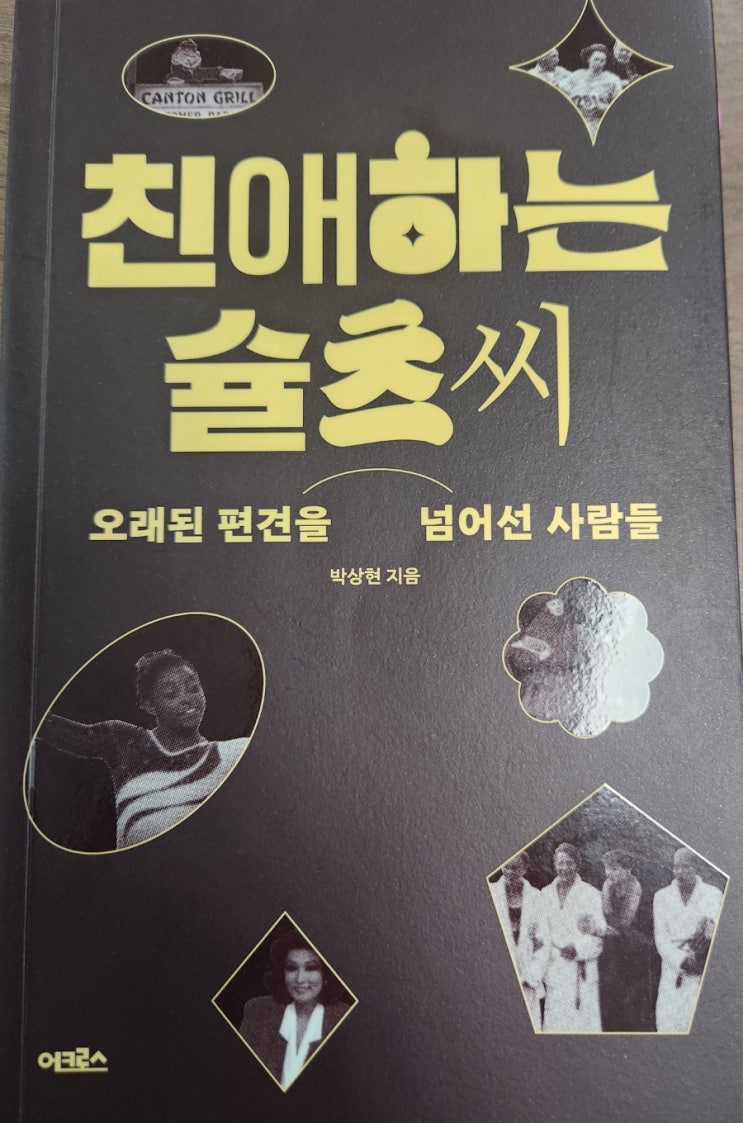 CANTON GRILL
친애하는
슐츠씨
오래된 편견을 넘어선 사람들
박상현 지음
어크로스